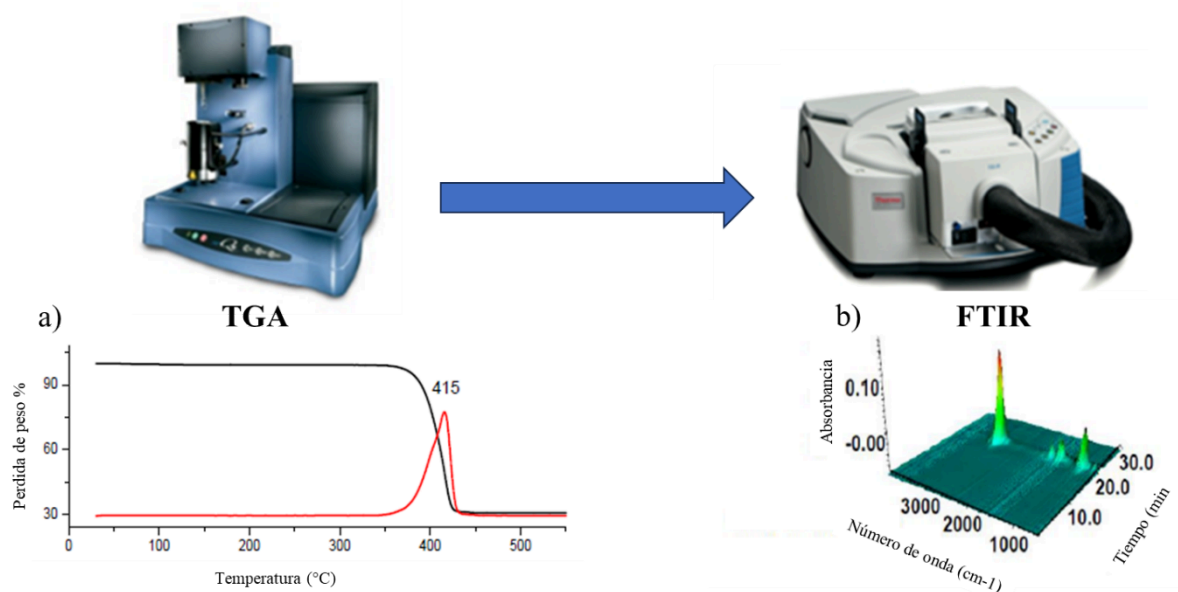 a)
TGA
b)
FTIR
Perdida de peso %
90
60
30
415
0
100
200
300
400
500
Temperatura (°C)
Absorbancia
0.10
-0.00
3000
2000
1000
Número de onda (cm-1)
10.0
20.0
30.0
Tiempo (min